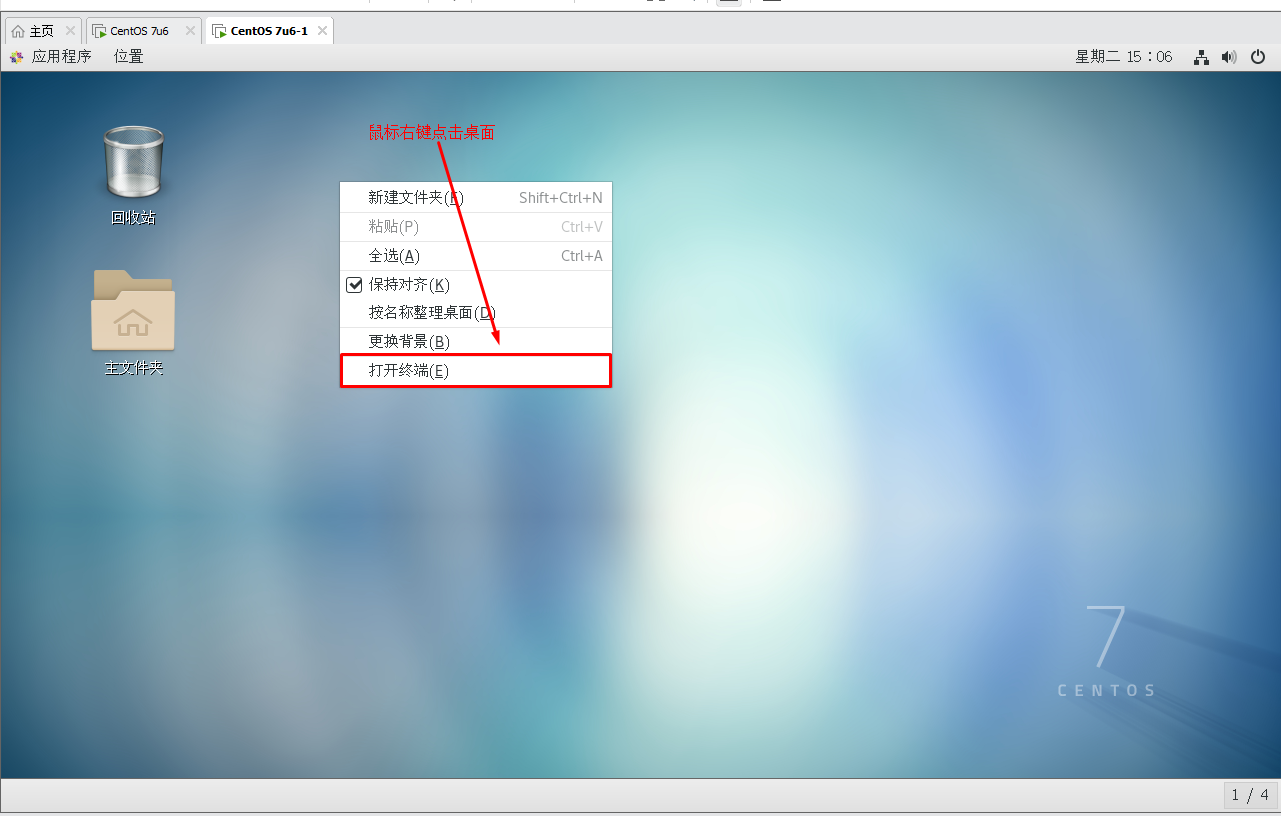 主页
CentOS 7u6
CentOS 7u6-1
应用程序 位置 星期二 15：06
鼠标右键点击桌面
回收站
主文件夹
新建文件夹(F) Shift+Ctrl+N
粘贴(P) Ctrl+V
全选(A) Ctrl+A
保持对齐(K)
按名称整理桌面(D)
更换背景(B)
打开终端(E)
7
CENTOS
1 / 4